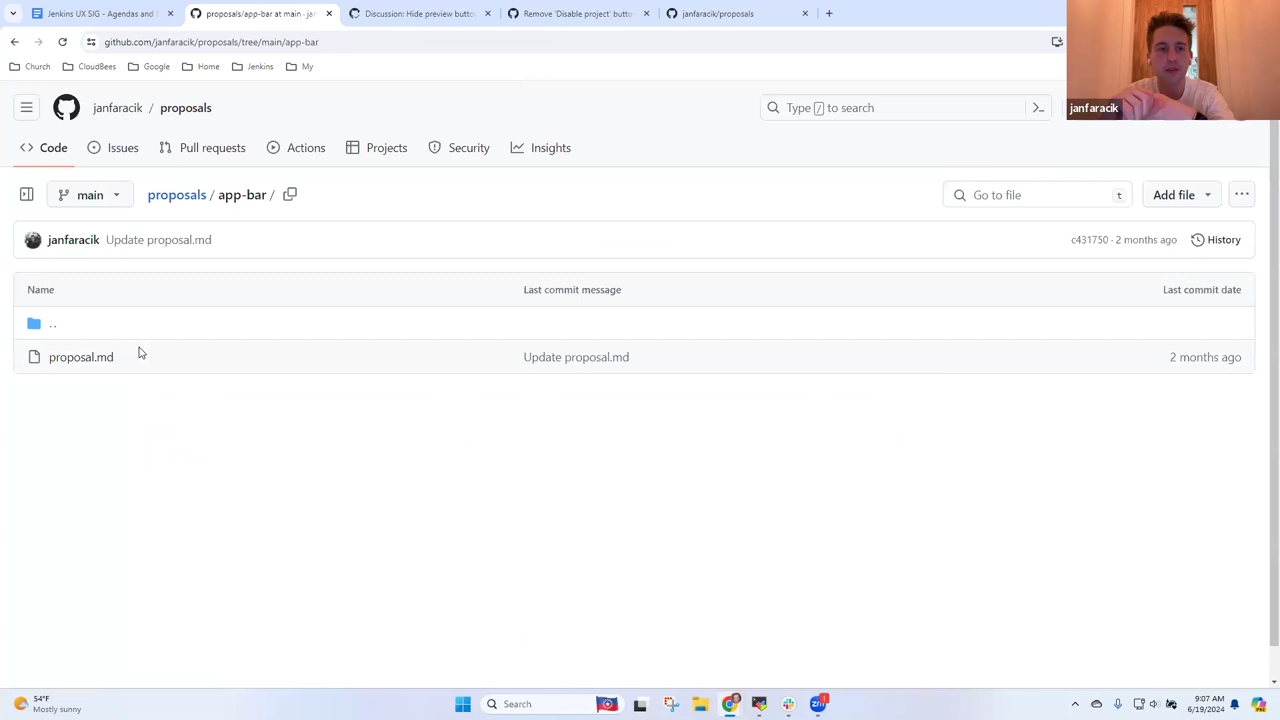 Jenkins UX SIG - Agendas and
proposals/app-bar at main · jan
Discussion: Hide preview butto
Remove 'Disable project' butto
janfaracik/proposals
github.com/janfaracik/proposals/tree/main/app-bar
Church
CloudBees
Google
Home
Jenkins
My
janfaracik / proposals
Type / to search
janfaracik
Code
Issues
Pull requests
Actions
Projects
Security
Insights
main
proposals / app-bar /
Go to file
t
Add file
janfaracik Update proposal.md
c431750 · 2 months ago
History
Name
Last commit message
Last commit date
..
proposal.md
Update proposal.md
2 months ago
54°F
Mostly sunny
Search
1
9:07 AM
6/19/2024